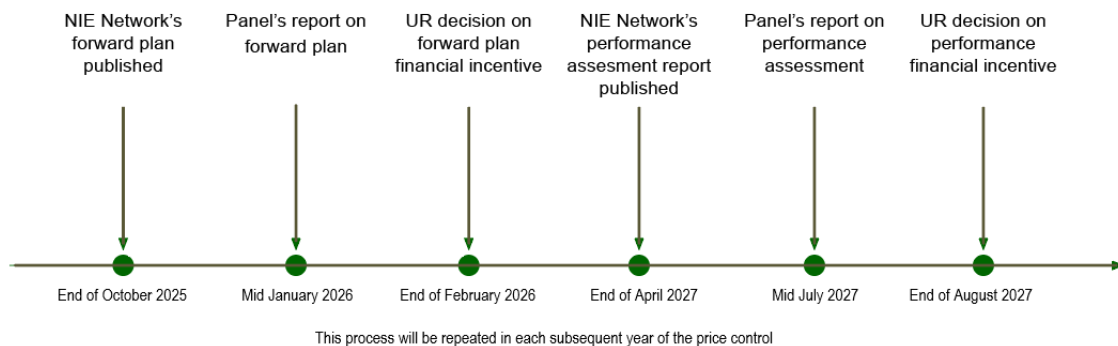 NIE Network's
forward plan
published
Panel's report on
forward plan
UR decision on
forward plan
financial incentive
NIE Network's
performance
assesment report
published
Panel's report on
performance
assessment
UR decision on
performance
financial incentive
End of October 2025
Mid January 2026
End of February 2026
End of April 2027
Mid July 2027
End of August 2027
This process will be repeated in each subsequent year of the price control